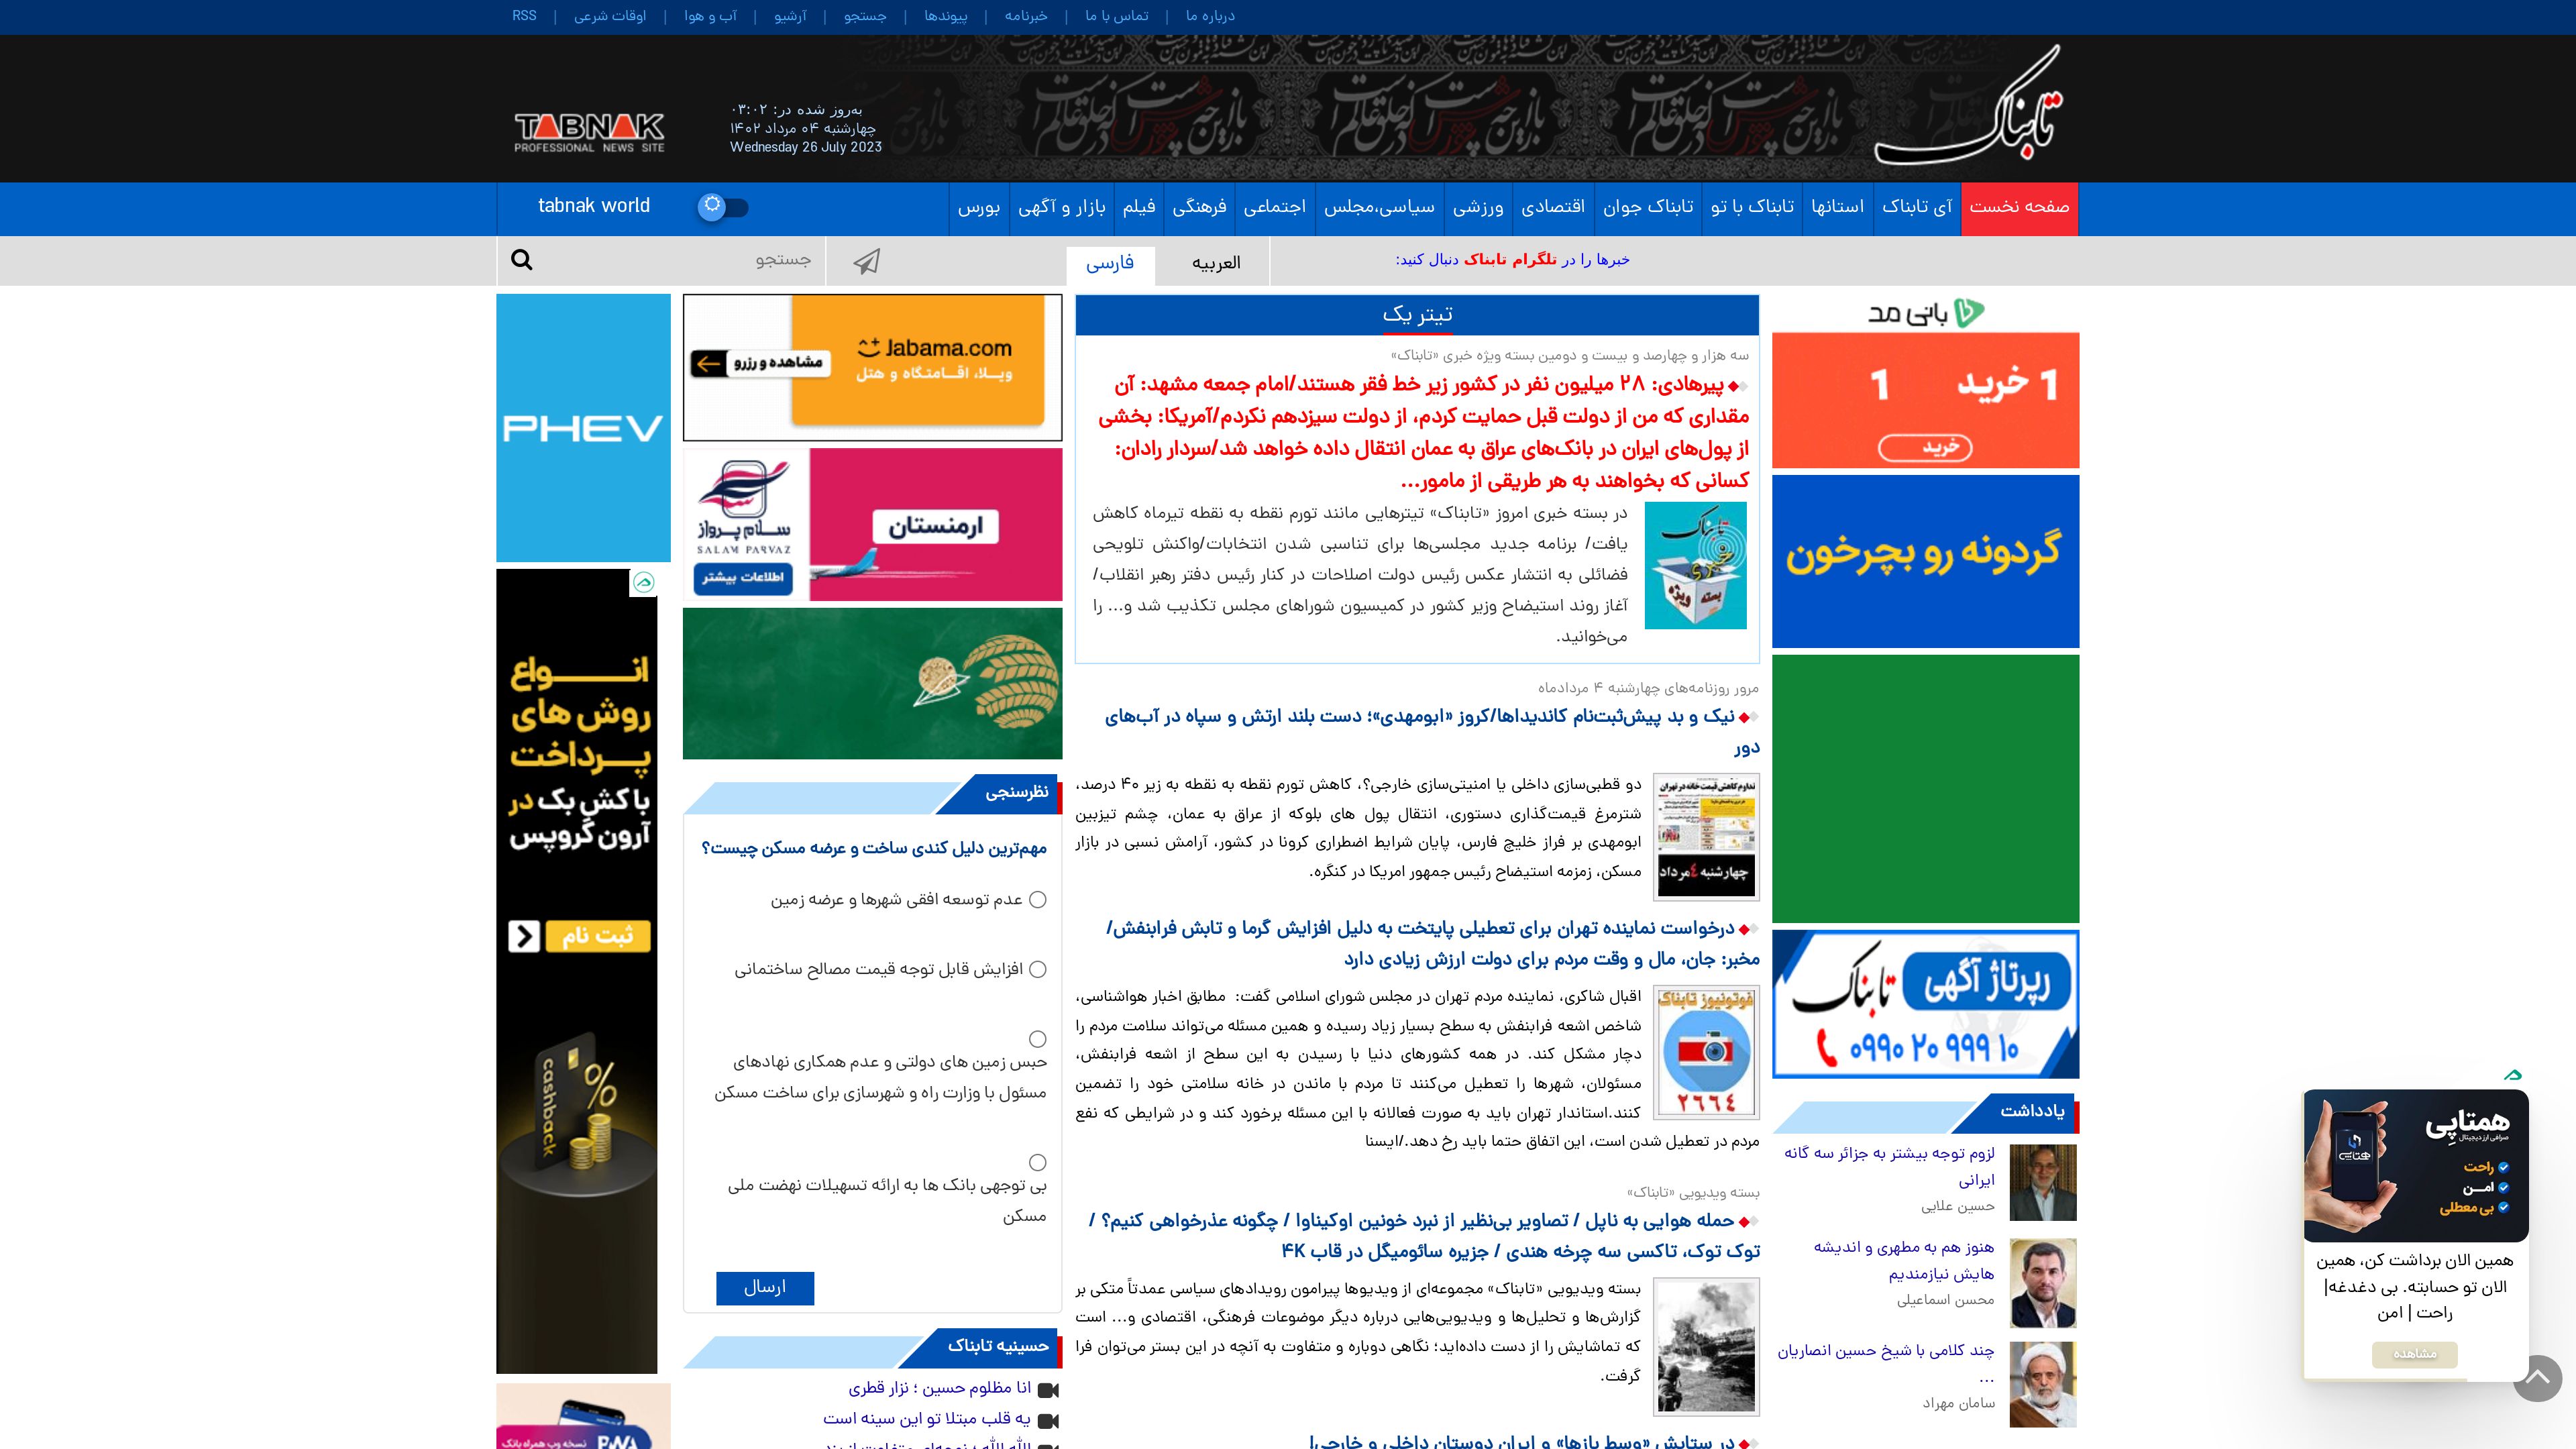 درباره ما | تماس با ما | خبرنامه | پیوندها | جستجو | آرشیو | آب و هوا | اوقات شرعی | RSS
تابناک
به‌روز شده در: ۰۳:۰۲
چهارشنبه ۰۴ مرداد ۱۴۰۲
Wednesday 26 July 2023
TABNAK
PROFESSIONAL NEWS SITE
صفحه نخست
آی تابناک
استانها
تابناک با تو
تابناک جوان
اقتصادی
ورزشی
سیاسی،مجلس
اجتماعی
فرهنگی
فیلم
بازار و آگهی
بورس
tabnak world
خبرها را در تلگرام تابناک دنبال کنید:
العربیه
فارسی
جستجو
بانی مد
1 خرید 1
خرید
گردونه رو بچرخون
رپرتاژ آگهی
تابناک
۰۹۹۰ ۲۰ ۹۹۹ ۱۰
یادداشت
لزوم توجه بیشتر به جزائر سه گانه
ایرانی
حسین علایی
هنوز هم به مطهری و اندیشه
هایش نیازمندیم
محسن اسماعیلی
چند کلامی با شیخ حسین انصاریان
...
سامان مهراد
تیتر یک
سه هزار و چهارصد و بیست و دومین بسته ویژه خبری «تابناک»
پیرهادی: ۲۸ میلیون نفر در کشور زیر خط فقر هستند/امام جمعه مشهد: آن
مقداری که من از دولت قبل حمایت کردم، از دولت سیزدهم نکردم/آمریکا: بخشی
از پول‌های ایران در بانک‌های عراق به عمان انتقال داده خواهد شد/سردار رادان:
کسانی که بخواهند به هر طریقی از مامور...
تابناک
بسته ویژه
در بسته خبری امروز «تابناک» تیترهایی مانند تورم نقطه به نقطه تیرماه کاهش
یافت/ برنامه جدید مجلسی‌ها برای تناسبی شدن انتخابات/واکنش تلویحی
فضائلی به انتشار عکس رئیس دولت اصلاحات در کنار رئیس دفتر رهبر انقلاب/
آغاز روند استیضاح وزیر کشور در کمیسیون شوراهای مجلس تکذیب شد و... را
می‌خوانید.
مرور روزنامه‌های چهارشنبه ۴ مردادماه
نیک و بد پیش‌ثبت‌نام کاندیداها/کروز «ابومهدی»؛ دست بلند ارتش و سپاه در آب‌های
دور
تداوم کاهش قیمت خانه در تهران
چهارشنبه ٤ مرداد
دو قطبی‌سازی داخلی یا امنیتی‌سازی خارجی؟، کاهش تورم نقطه به نقطه به زیر ۴۰ درصد،
شترمرغ قیمت‌گذاری دستوری، انتقال پول های بلوکه از عراق به عمان، چشم تیزبین
ابومهدی بر فراز خلیج فارس، پایان شرایط اضطراری کرونا در کشور، آرامش نسبی در بازار
مسکن، زمزمه استیضاح رئیس جمهور امریکا در کنگره.
درخواست نماینده تهران برای تعطیلی پایتخت به دلیل افزایش گرما و تابش فرابنفش/
مخبر: جان، مال و وقت مردم برای دولت ارزش زیادی دارد
فوتونیوز تابناک
٢٦٦٤
اقبال شاکری، نماینده مردم تهران در مجلس شورای اسلامی گفت: مطابق اخبار هواشناسی،
شاخص اشعه فرابنفش به سطح بسیار زیاد رسیده و همین مسئله می‌تواند سلامت مردم را
دچار مشکل کند. در همه کشورهای دنیا با رسیدن به این سطح از اشعه فرابنفش،
مسئولان، شهرها را تعطیل می‌کنند تا مردم با ماندن در خانه سلامتی خود را تضمین
کنند.استاندار تهران باید به صورت فعالانه با این مسئله برخورد کند و در شرایطی که نفع
مردم در تعطیل شدن است، این اتفاق حتما باید رخ دهد./ایسنا
بسته ویدیویی «تابناک»
حمله هوایی به ناپل / تصاویر بی‌نظیر از نبرد خونین اوکیناوا / چگونه عذرخواهی کنیم؟ /
توک توک، تاکسی سه چرخه هندی / جزیره سائومیگل در قاب ۴K
بسته ویدیویی «تابناک» مجموعه‌ای از ویدیوها پیرامون رویدادهای سیاسی عمدتاً متکی بر
گزارش‌ها و تحلیل‌ها و ویدیویی‌هایی درباره دیگر موضوعات فرهنگی، اقتصادی و... است
که تماشایش را از دست داده‌اید؛ نگاهی دوباره و متفاوت به آنچه در این بستر می‌توان فرا
گرفت.
در ستایش «وسط بازها» و ایران دوستان داخلی و خارجی!
Jabama.com
ویـلـا، اقـامـتـگاه و هتل
مشاهده و رزرو
ارمنستان
سلام پرواز
SALAM PARVAZ
اطلاعات بیشتر
نظرسنجی
مهم‌ترین دلیل کندی ساخت و عرضه مسکن چیست؟
عدم توسعه افقی شهرها و عرضه زمین
افزایش قابل توجه قیمت مصالح ساختمانی
حبس زمین های دولتی و عدم همکاری نهادهای
مسئول با وزارت راه و شهرسازی برای ساخت مسکن
بی توجهی بانک ها به ارائه تسهیلات نهضت ملی
مسکن
ارسال
حسینیه تابناک
انا مظلوم حسین ؛ نزار قطری
یه قلب مبتلا تو این سینه است
PHEV
انـــواع
روش های
پـرداخت
با کش بک در
آرون گروپس
ثبت نام
cashback
%
PWA
نسخه وب همراه بانک
همتاپی
صرافی ارز دیجیتال
راحت
امـن
بی معطلی
همین الان برداشت کن، همین
الان تو حسابته. بی دغدغه|
راحت | امن
مشاهده